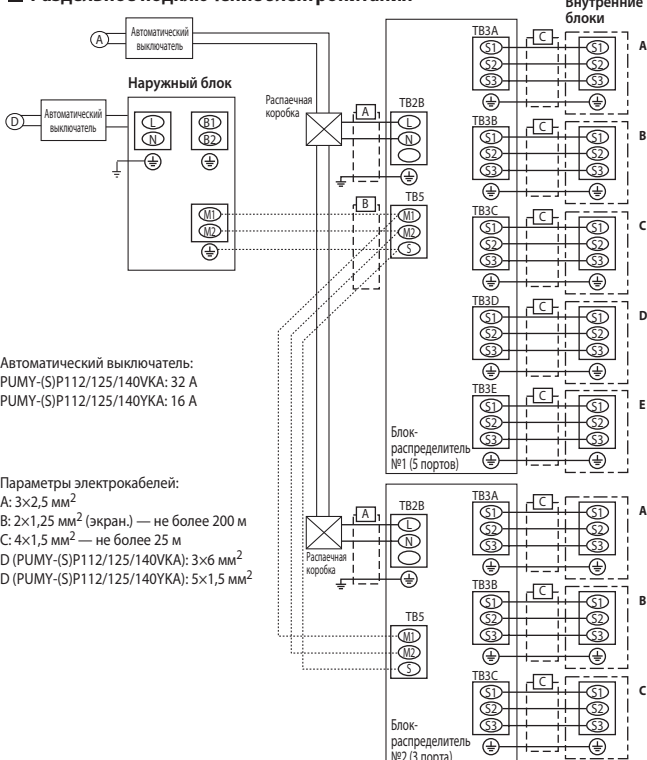 Внутренние
блоки
Автоматический
выключатель
A
Наружный блок
D
Автоматический
выключатель
L
N
B1
B2
M1
M2
Распаечная
коробка
A
TB2B
L
N
B
TB5
M1
M2
S
TB3A
S1
S2
S3
C
S1
S2
S3
A
TB3B
S1
S2
S3
C
S1
S2
S3
B
TB3C
S1
S2
S3
C
S1
S2
S3
C
TB3D
S1
S2
S3
C
S1
S2
S3
D
TB3E
S1
S2
S3
C
S1
S2
S3
E
Блок-
распределитель
№1 (5 портов)
Автоматический выключатель:
PUMY-(S)P112/125/140VKA: 32 А
PUMY-(S)P112/125/140YKA: 16 А
Параметры электрокабелей:
A: 3×2,5 мм²
B: 2×1,25 мм² (экран.) — не более 200 м
C: 4×1,5 мм² — не более 25 м
D (PUMY-(S)P112/125/140VKA): 3×6 мм²
D (PUMY-(S)P112/125/140YKA): 5×1,5 мм²
Распаечная
коробка
A
TB2B
L
N
TB5
M1
M2
S
TB3A
S1
S2
S3
C
S1
S2
S3
A
TB3B
S1
S2
S3
C
S1
S2
S3
B
TB3C
S1
S2
S3
C
S1
S2
S3
C
Блок-
распределитель
№2 (3 порта)